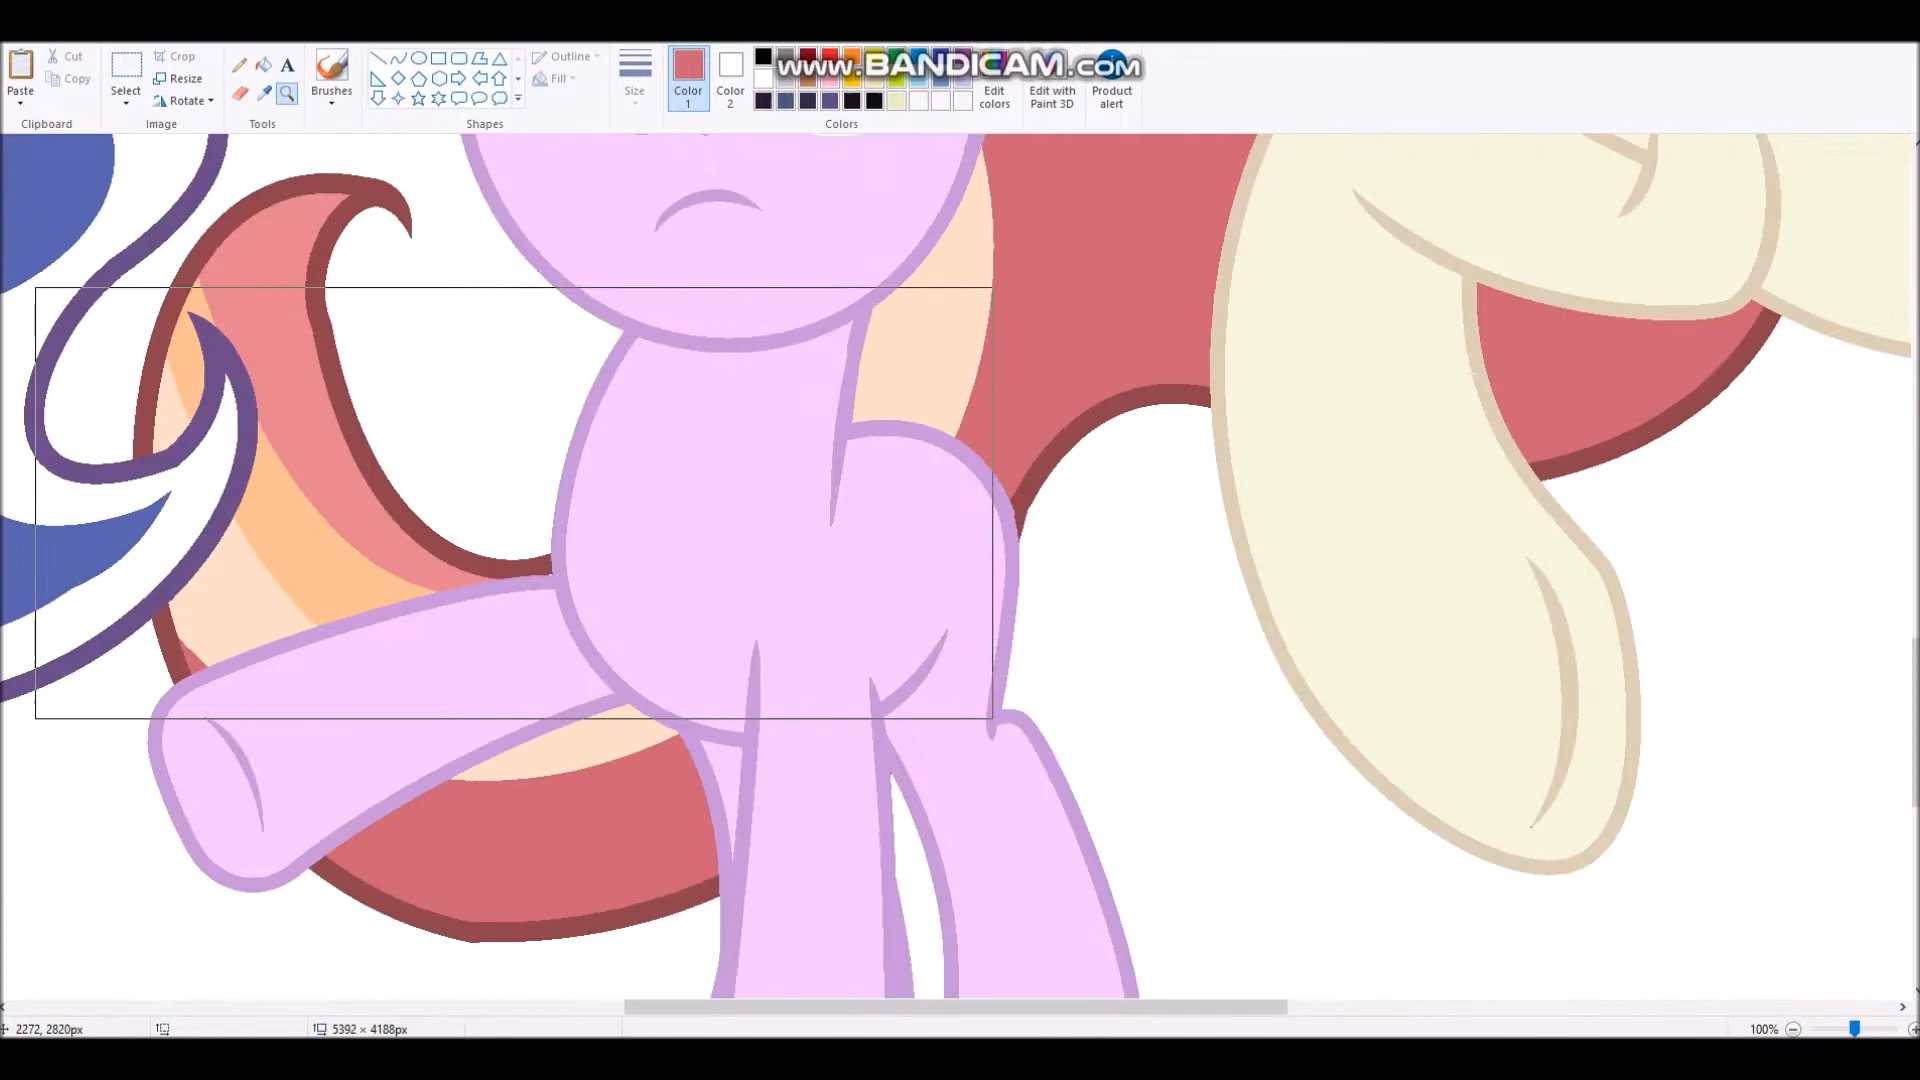 www.BANDICAM.com
Paste
Cut
Copy
Clipboard
Select
Crop
Resize
Rotate
Image
A
Tools
Brushes
Outline
Fill
Shapes
Size
Color 1
Color 2
Colors
Edit colors
Edit with Paint 3D
Product alert
2272, 2820px
5392 × 4188px
100%